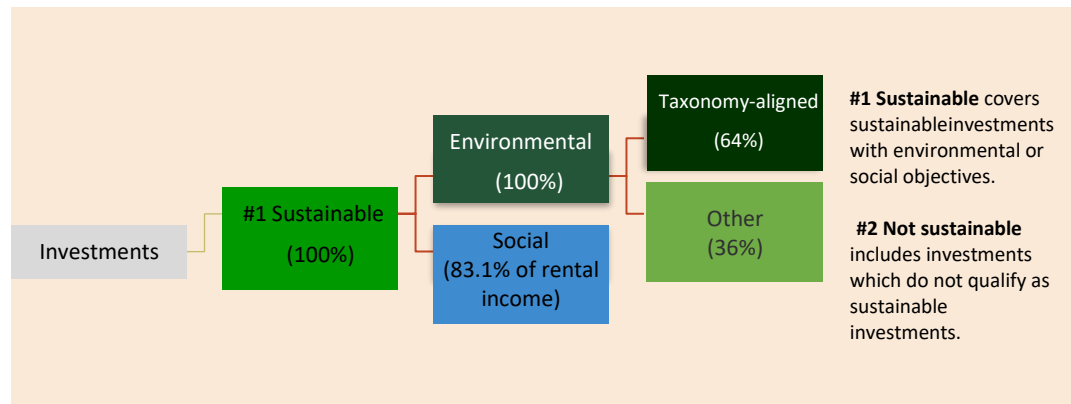 Investments
#1 Sustainable
(100%)
Environmental
(100%)
Social
(83.1% of rental
income)
Taxonomy-aligned
(64%)
Other
(36%)
#1 Sustainable covers
sustainableinvestments
with environmental or
social objectives.
#2 Not sustainable
includes investments
which do not qualify as
sustainable
investments.